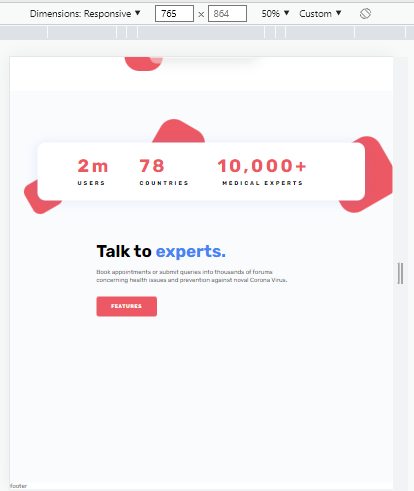 Dimensions: Responsive ▼ 765 × 864 50% ▼ Custom ▼
2m 78 10,000+
USERS COUNTRIES MEDICAL EXPERTS
Talk to experts.
Book appointments or submit queries into thousands of forums
concerning health issues and prevention against noval Corona Virus.
FEATURES
footer